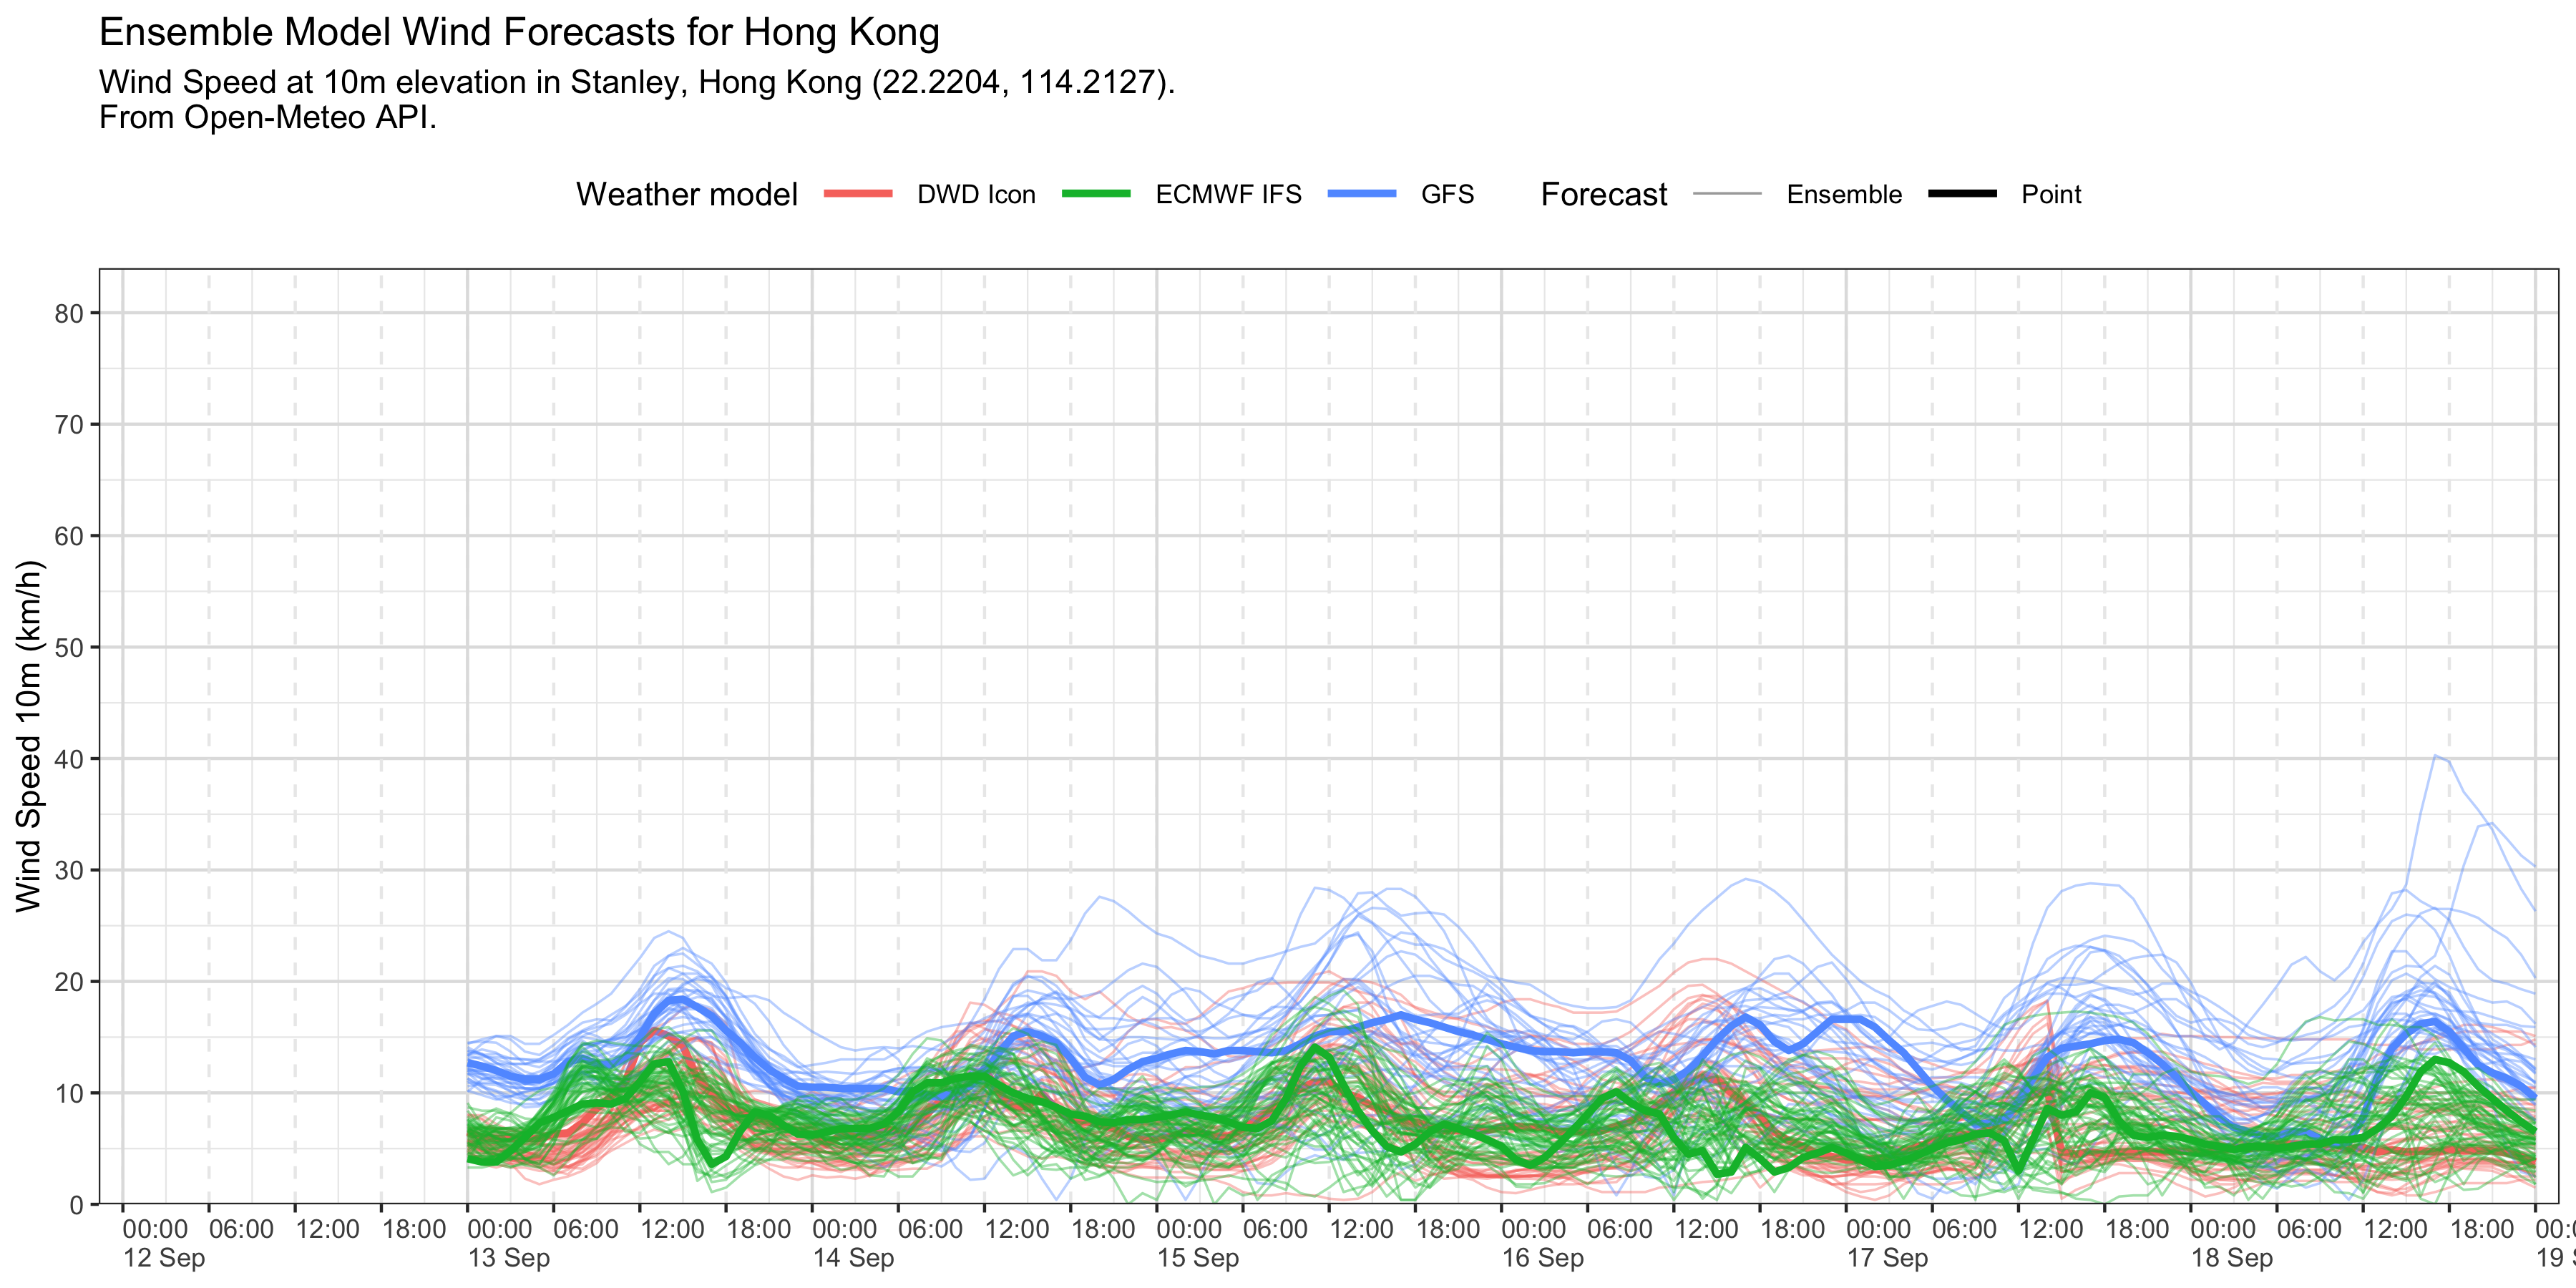 Ensemble Model Wind Forecasts for Hong Kong
Wind Speed at 10m elevation in Stanley, Hong Kong (22.2204, 114.2127).
From Open-Meteo API.
Weather model DWD Icon ECMWF IFS GFS Forecast Ensemble Point
80
70
60
50
40
30
20
10
0
Wind Speed 10m (km/h)
00:00 06:00 12:00 18:00 00:00 06:00 12:00 18:00 00:00 06:00 12:00 18:00 00:00 06:00 12:00 18:00 00:00 06:00 12:00 18:00 00:00 06:00 12:00 18:00 00:00 06:00 12:00 18:00
12 Sep 13 Sep 14 Sep 15 Sep 16 Sep 17 Sep 18 Sep 19